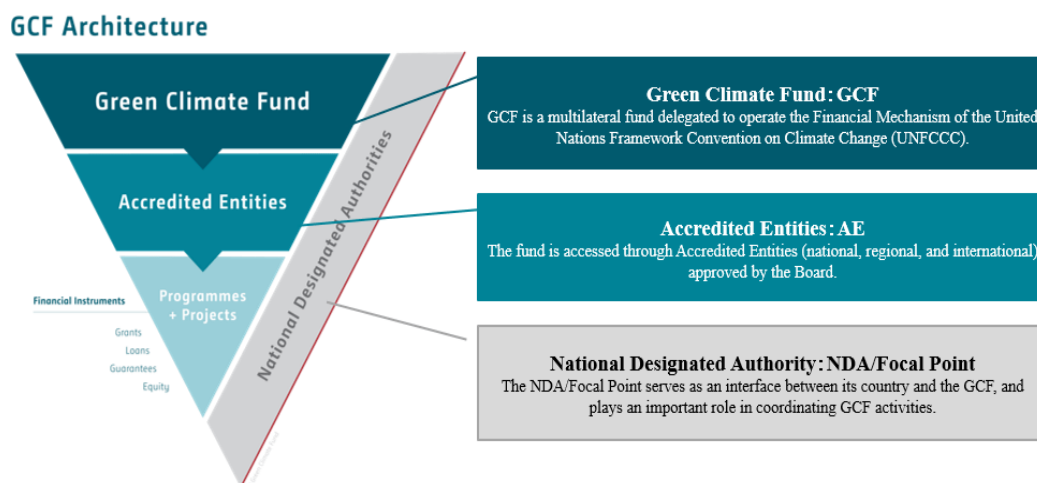 GCF Architecture
Green Climate Fund
Accredited Entities
Programmes
+ Projects
Financial Instruments
Grants
Loans
Guarantees
Equity
National Designated Authorities
Green Climate Fund
Green Climate Fund: GCF
GCF is a multilateral fund delegated to operate the Financial Mechanism of the United
Nations Framework Convention on Climate Change (UNFCCC).
Accredited Entities: AE
The fund is accessed through Accredited Entities (national, regional, and international)
approved by the Board.
National Designated Authority: NDA/Focal Point
The NDA/Focal Point serves as an interface between its country and the GCF, and
plays an important role in coordinating GCF activities.